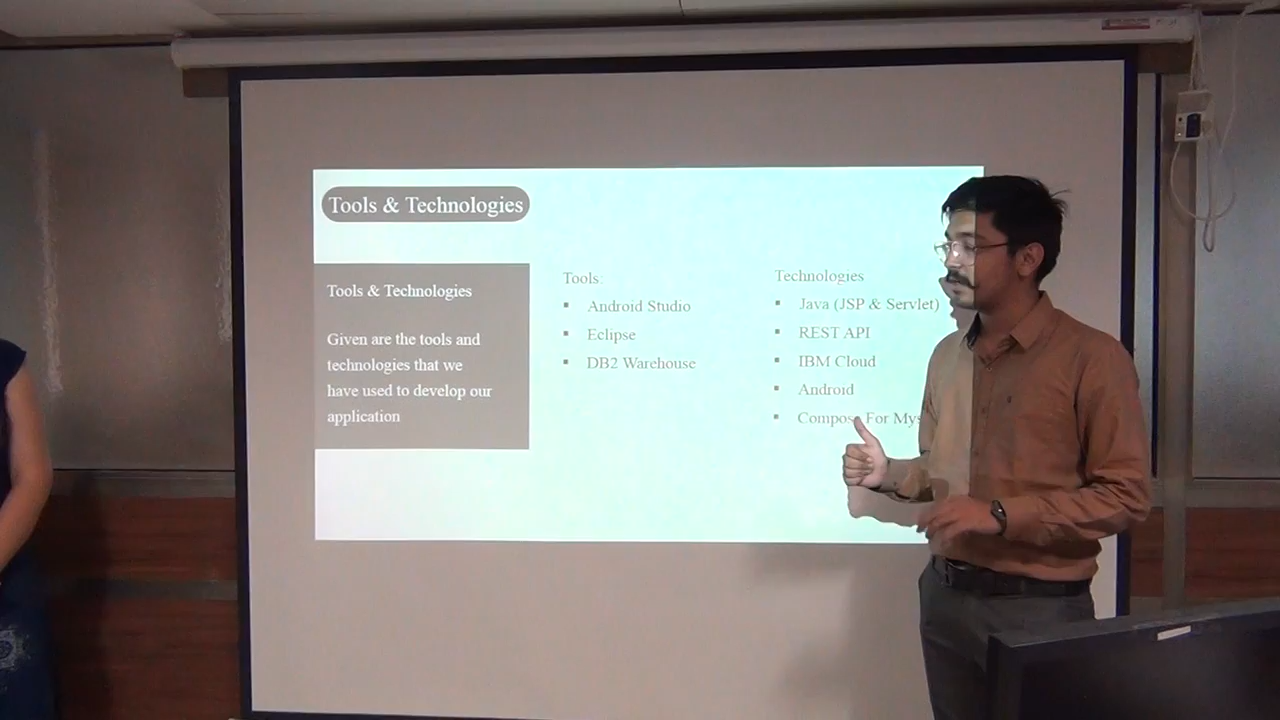 Tools & Technologies
Tools & Technologies
Given are the tools and
technologies that we
have used to develop our
application
Tools:
Android Studio
Eclipse
DB2 Warehouse
Technologies
Java (JSP & Servlet)
REST API
IBM Cloud
Android
Compose For